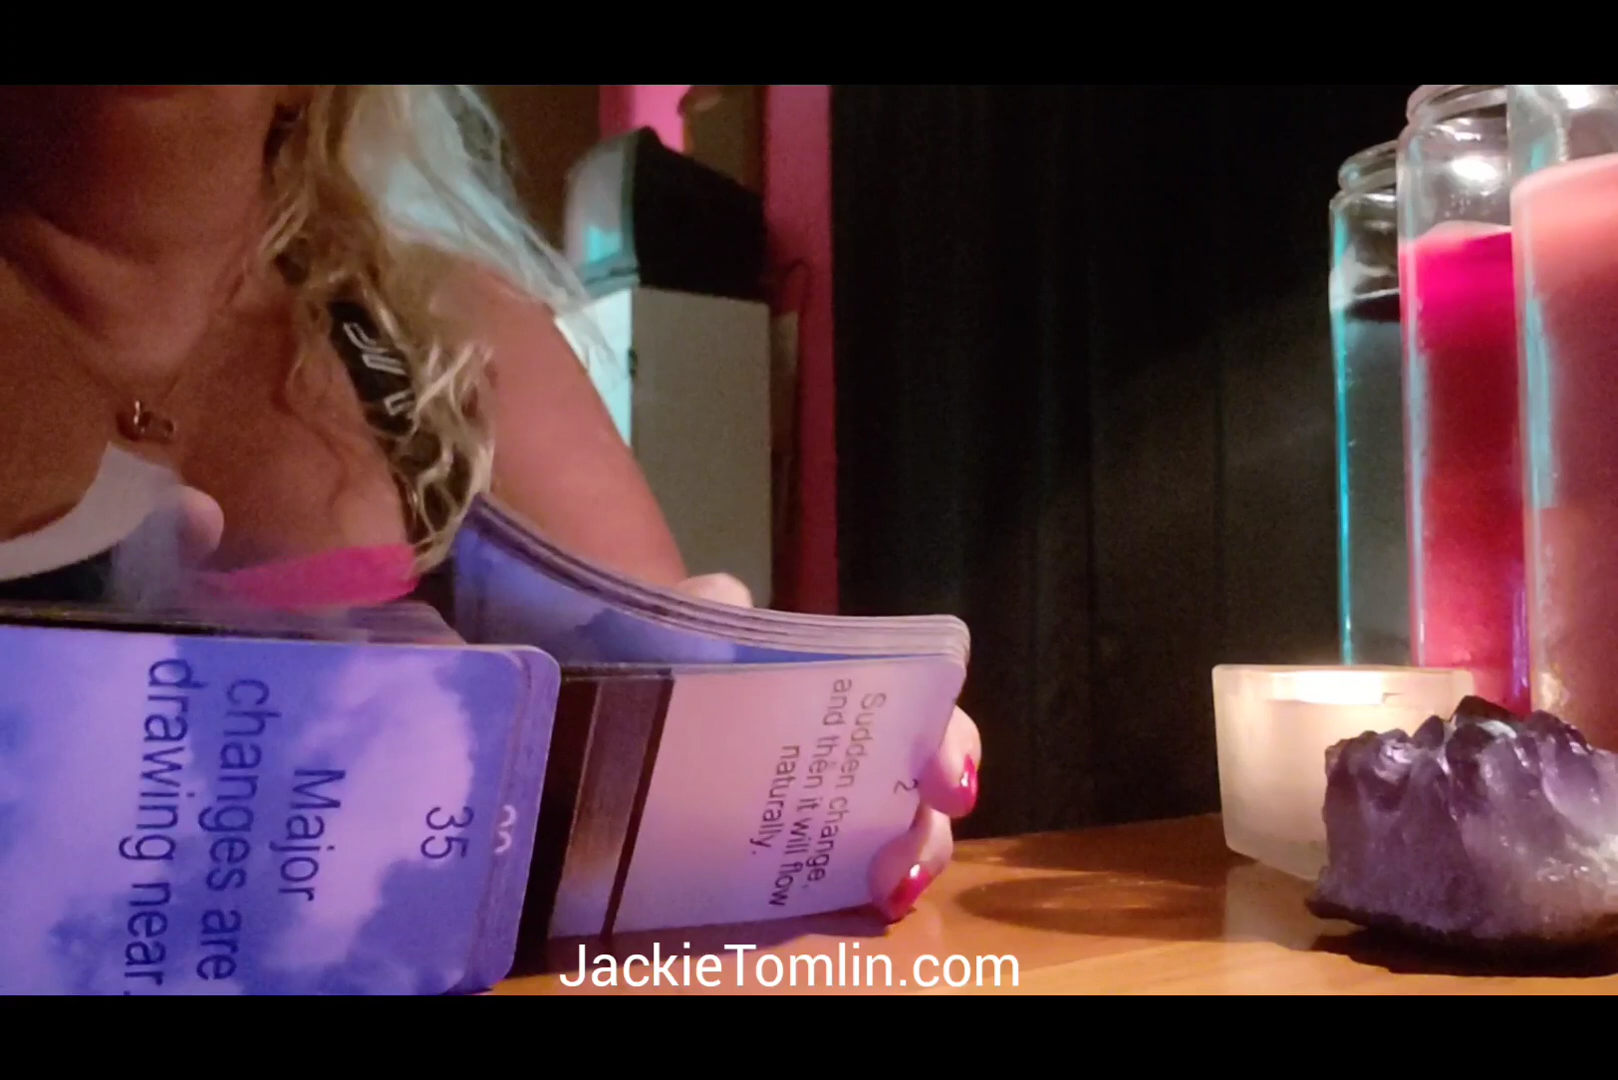 35
Major
changes are
drawing near.
2
Sudden change,
and then it will flow
naturally.
JackieTomlin.com